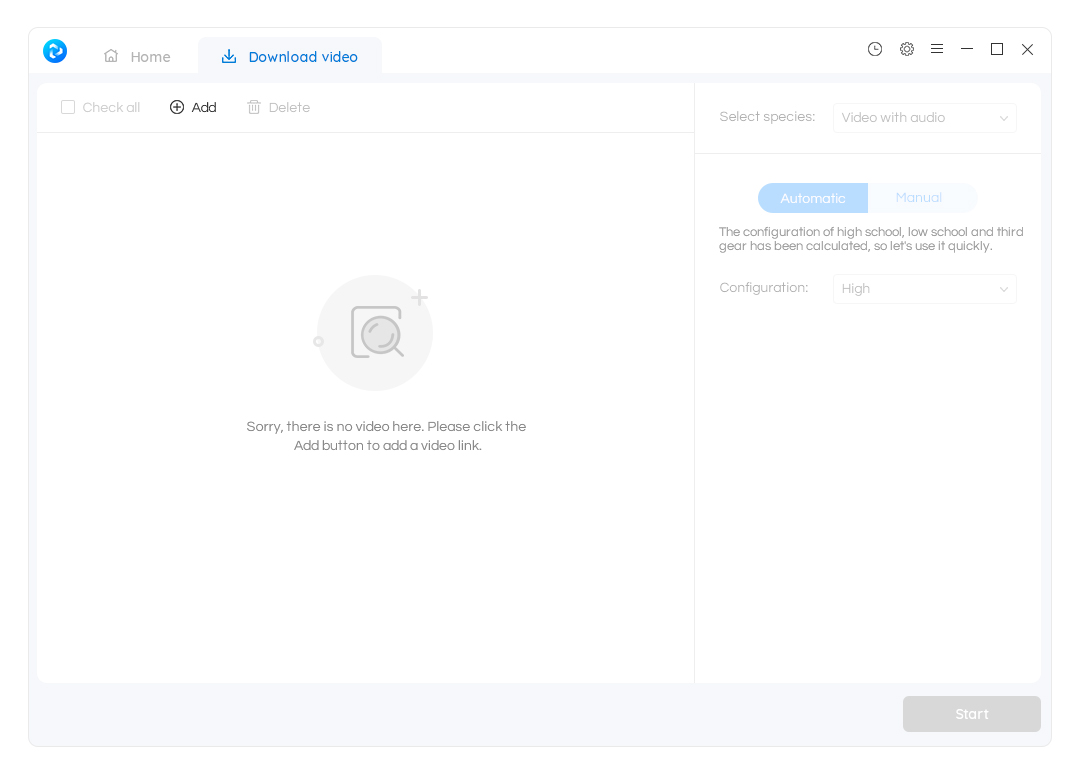 Home
Download video
Check all
Add
Delete
Select species:
Video with audio
Automatic
Manual
The configuration of high school, low school and third
gear has been calculated, so let's use it quickly.
Configuration:
High
Sorry, there is no video here. Please click the
Add button to add a video link.
Start